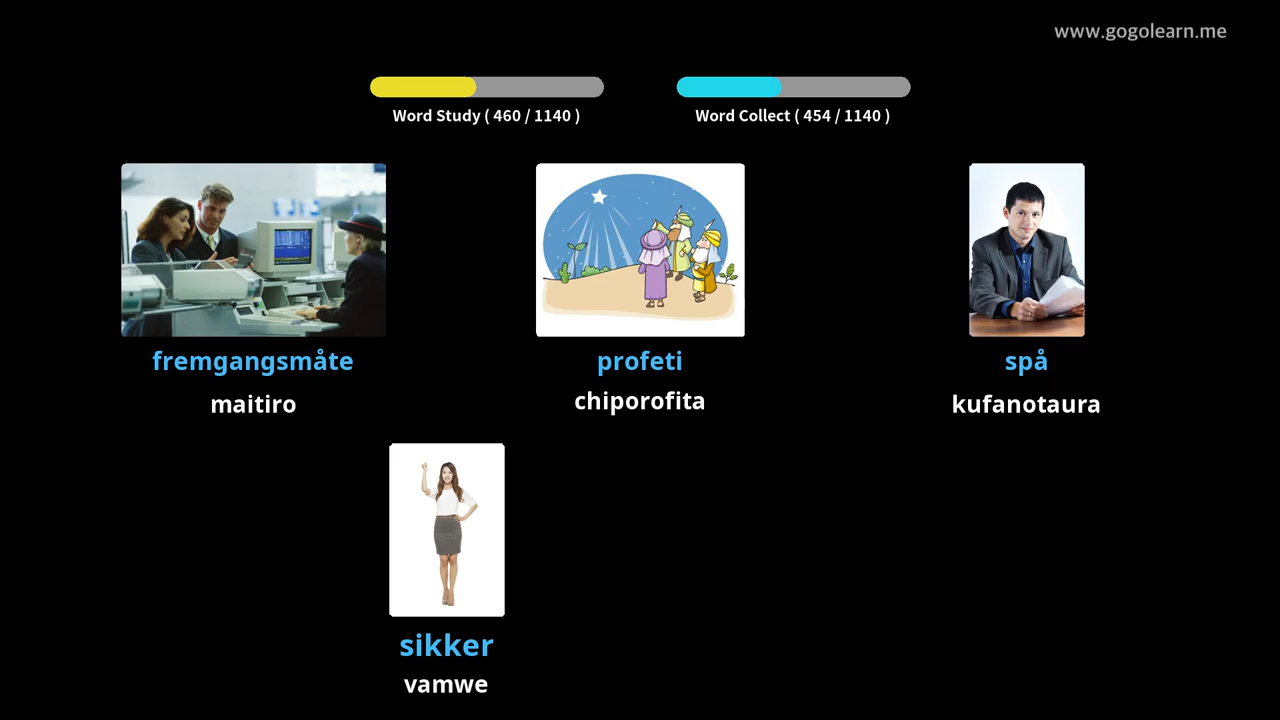 www.gogolearn.me
Word Study ( 460 / 1140 )
Word Collect ( 454 / 1140 )
fremgangsmåte
maitiro
profeti
chiporofita
spå
kufanotaura
sikker
vamwe